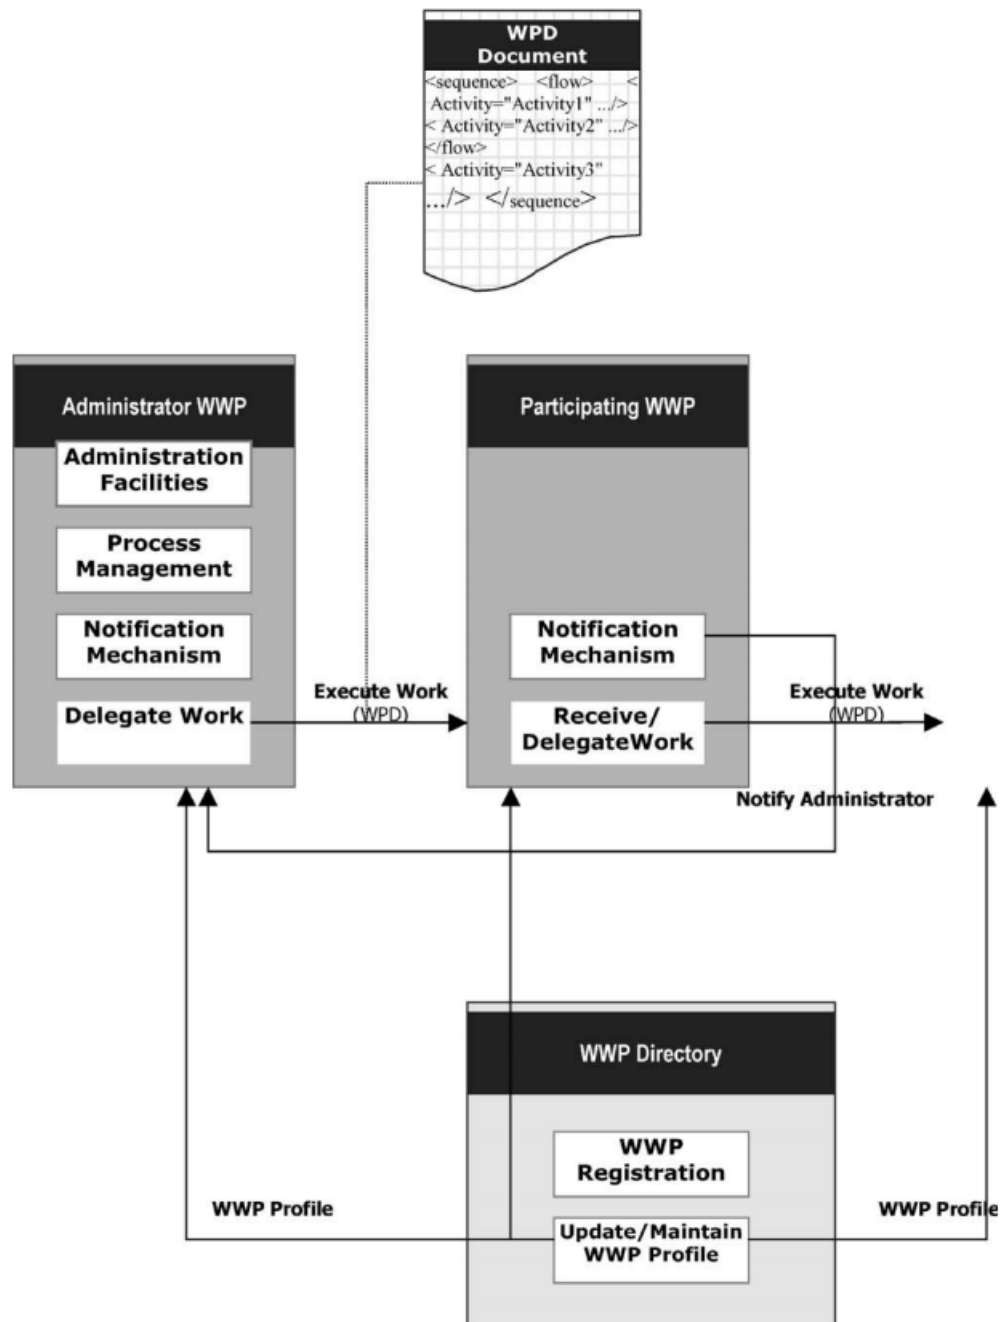 WPD
Document
<sequence> <flow> <
Activity="Activity1" .../>
< Activity="Activity2" .../>
</flow>
< Activity="Activity3"
.../> </sequence>
Administrator WWP
Administration
Facilities
Process
Management
Notification
Mechanism
Delegate Work
Execute Work
(WPD)
Participating WWP
Notification
Mechanism
Receive/
DelegateWork
Execute Work
(WPD)
Notify Administrator
WWP Directory
WWP
Registration
Update/Maintain
WWP Profile
WWP Profile
WWP Profile